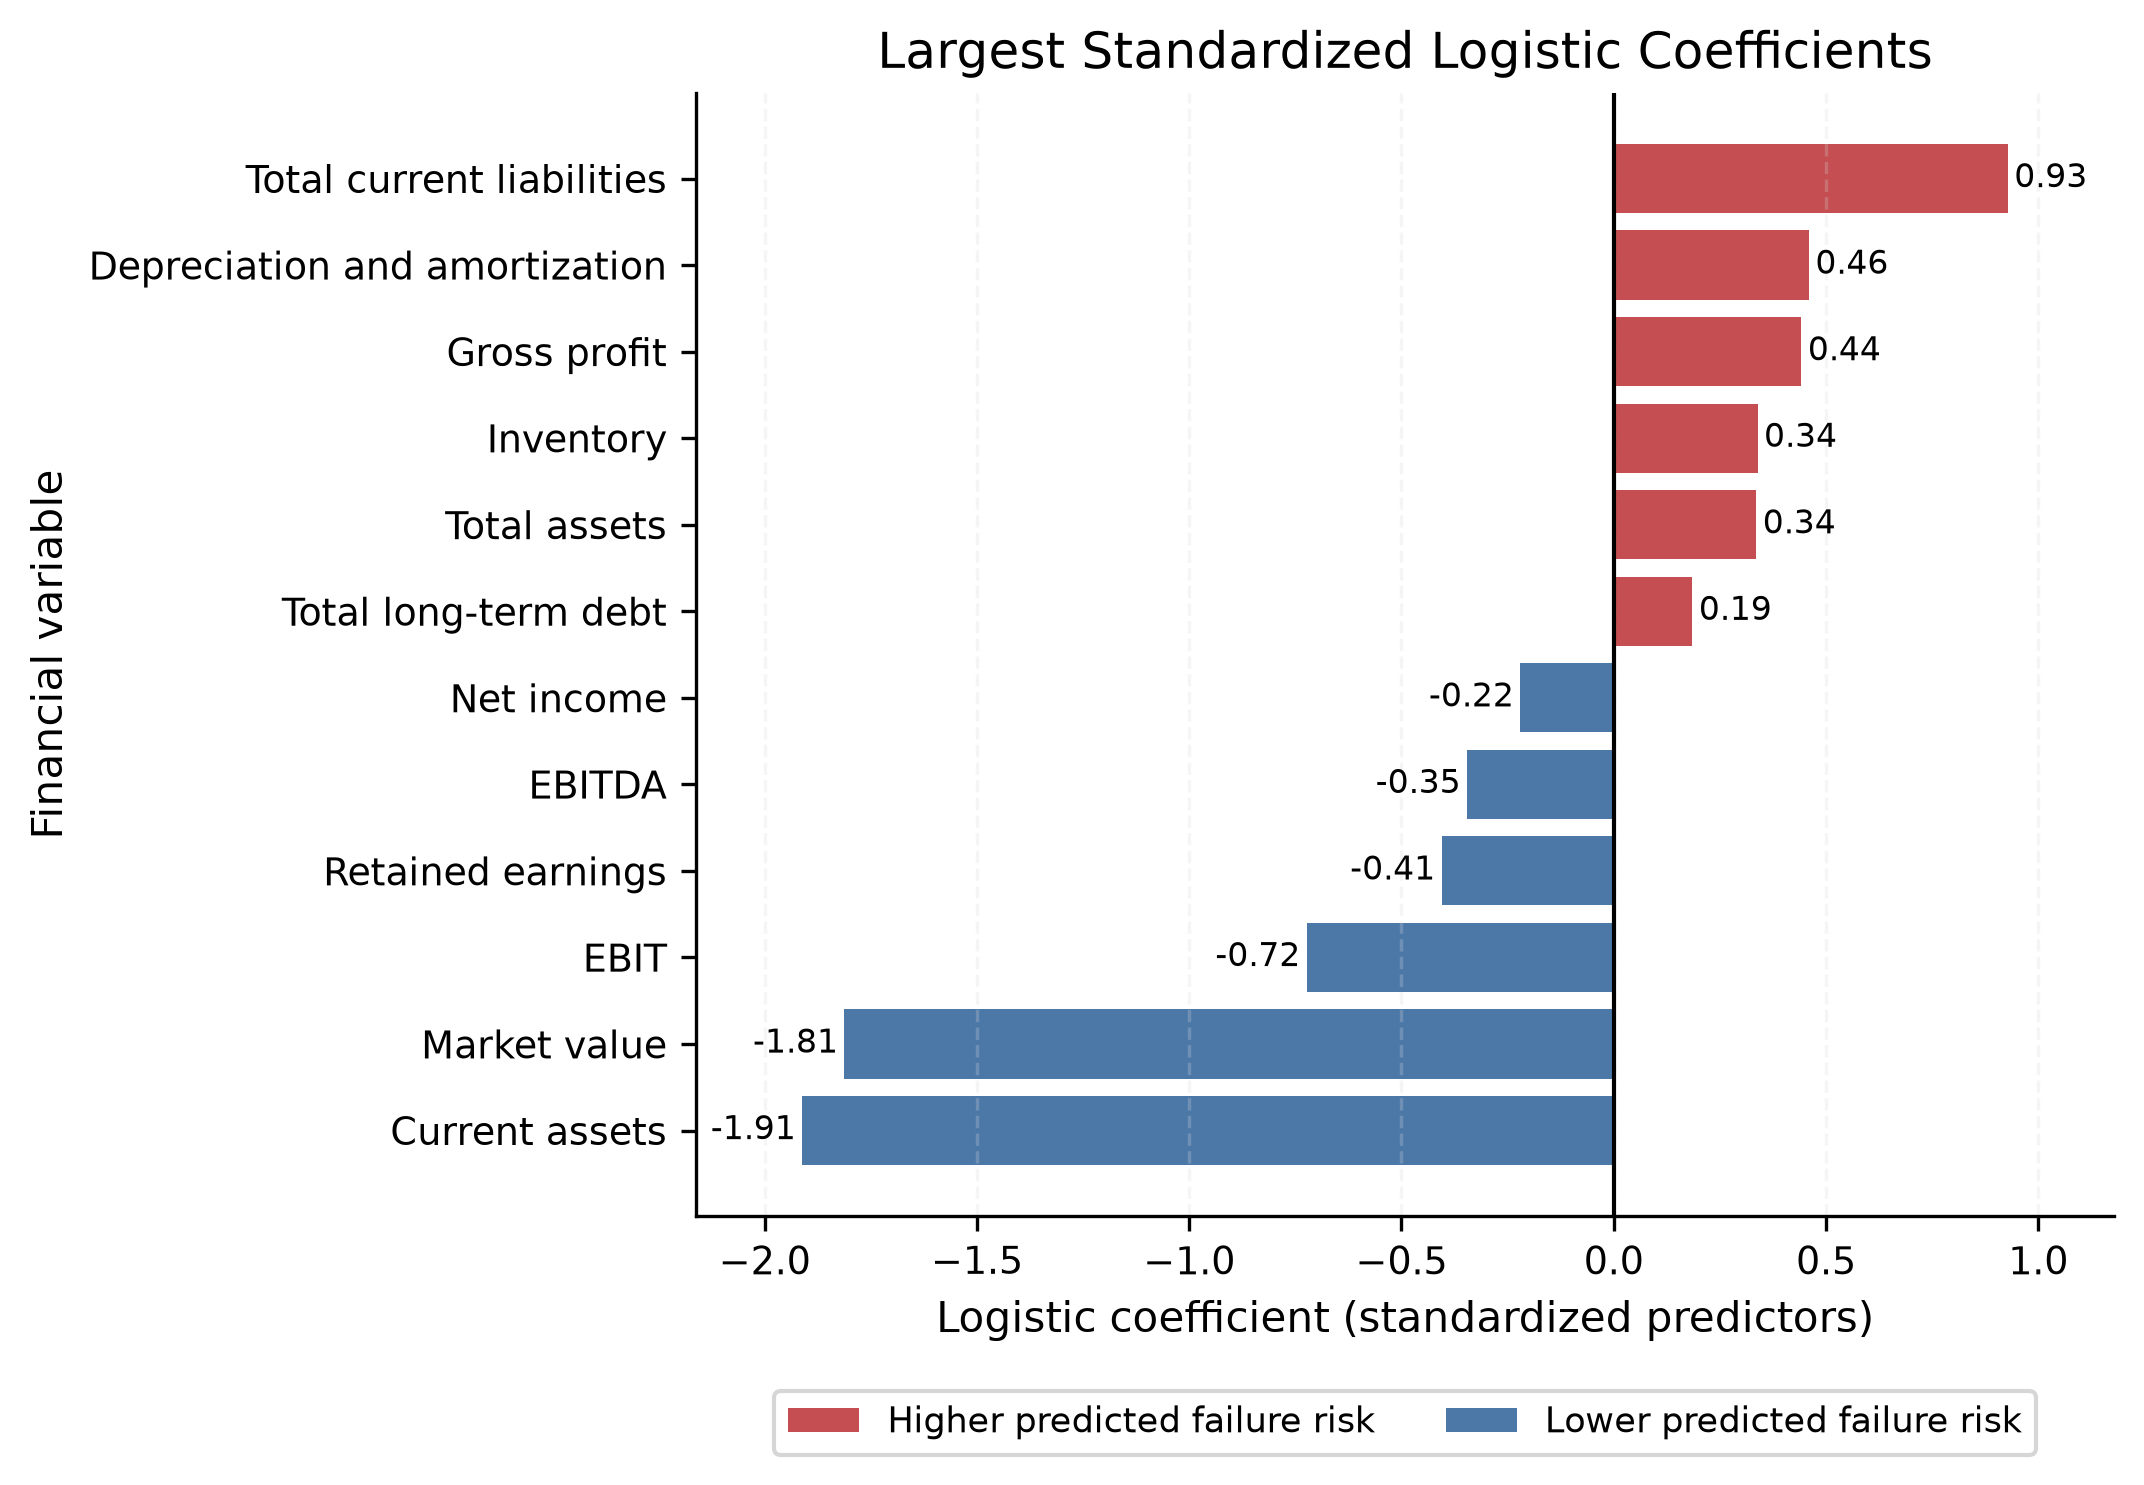 Largest Standardized Logistic Coefficients
Financial variable
Total current liabilities 0.93
Depreciation and amortization 0.46
Gross profit 0.44
Inventory 0.34
Total assets 0.34
Total long-term debt 0.19
Net income -0.22
EBITDA -0.35
Retained earnings -0.41
EBIT -0.72
Market value -1.81
Current assets -1.91
−2.0 −1.5 −1.0 −0.5 0.0 0.5 1.0
Logistic coefficient (standardized predictors)
Higher predicted failure risk Lower predicted failure risk